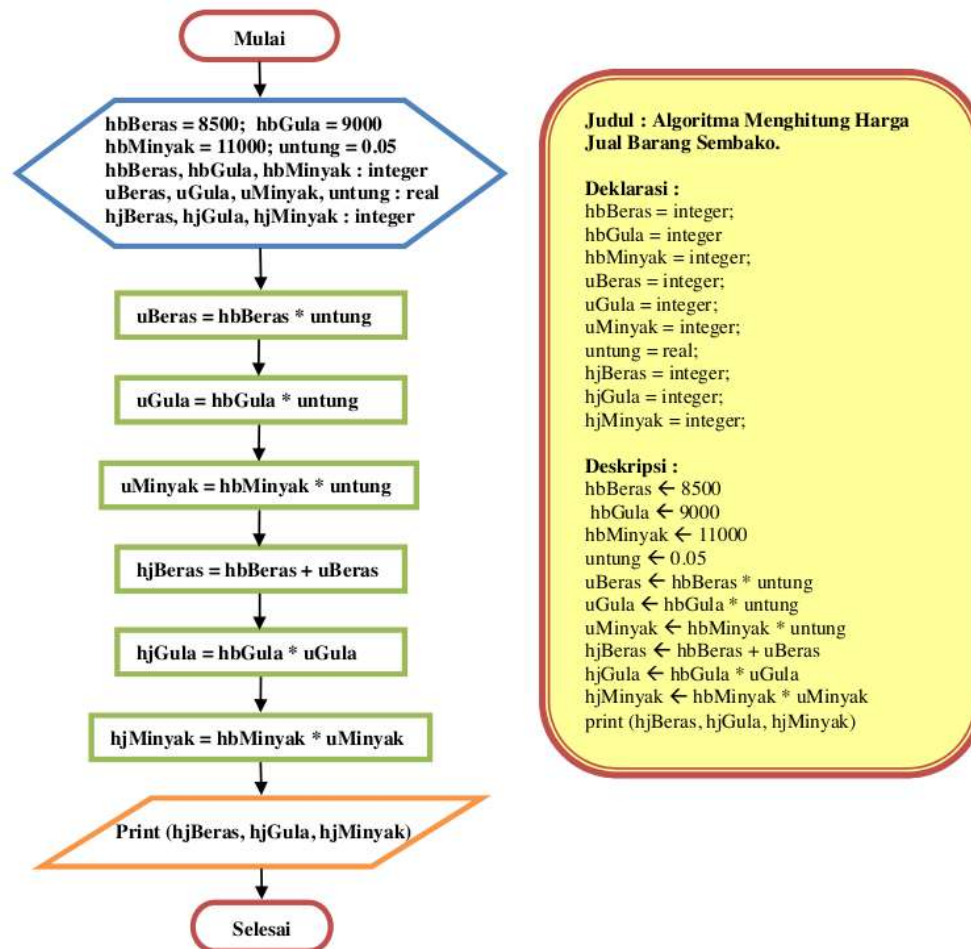 Mulai
hbBeras = 8500;  hbGula = 9000
hbMinyak = 11000; untung = 0.05
hbBeras, hbGula, hbMinyak : integer
uBeras, uGula, uMinyak, untung : real
hjBeras, hjGula, hjMinyak : integer
uBeras = hbBeras * untung
uGula = hbGula * untung
uMinyak = hbMinyak * untung
hjBeras = hbBeras + uBeras
hjGula = hbGula * uGula
hjMinyak = hbMinyak * uMinyak
Print (hjBeras, hjGula, hjMinyak)
Selesai
Judul : Algoritma Menghitung Harga
Jual Barang Sembako.
Deklarasi :
hbBeras = integer;
hbGula = integer
hbMinyak = integer;
uBeras = integer;
uGula = integer;
uMinyak = integer;
untung = real;
hjBeras = integer;
hjGula = integer;
hjMinyak = integer;
Deskripsi :
hbBeras ← 8500
hbGula ← 9000
hbMinyak ← 11000
untung ← 0.05
uBeras ← hbBeras * untung
uGula ← hbGula * untung
uMinyak ← hbMinyak * untung
hjBeras ← hbBeras + uBeras
hjGula ← hbGula * uGula
hjMinyak ← hbMinyak * uMinyak
print (hjBeras, hjGula, hjMinyak)